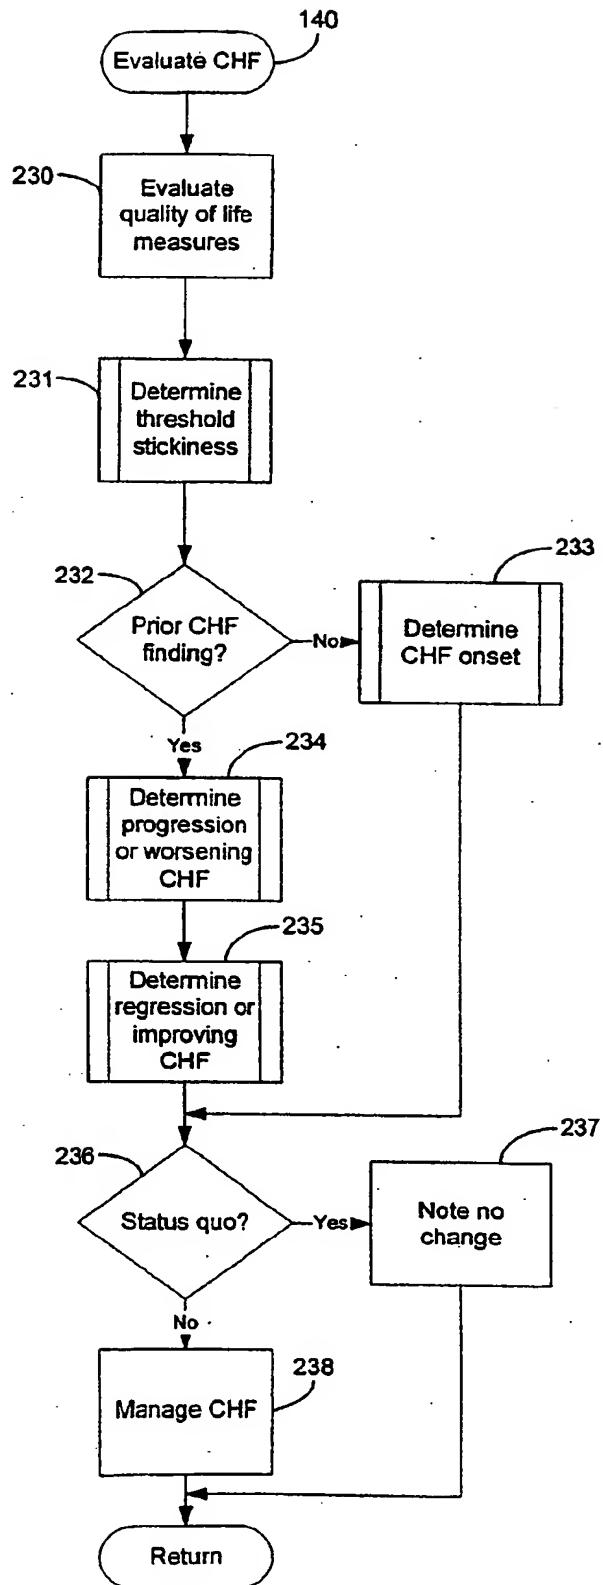 140
Evaluate CHF
230
Evaluate
quality of life
measures
231
Determine
threshold
stickiness
232
Prior CHF
finding?
No
233
Determine
CHF onset
Yes
234
Determine
progression
or worsening
CHF
235
Determine
regression or
improving
CHF
236
Status quo?
Yes
237
Note no
change
No
238
Manage CHF
Return